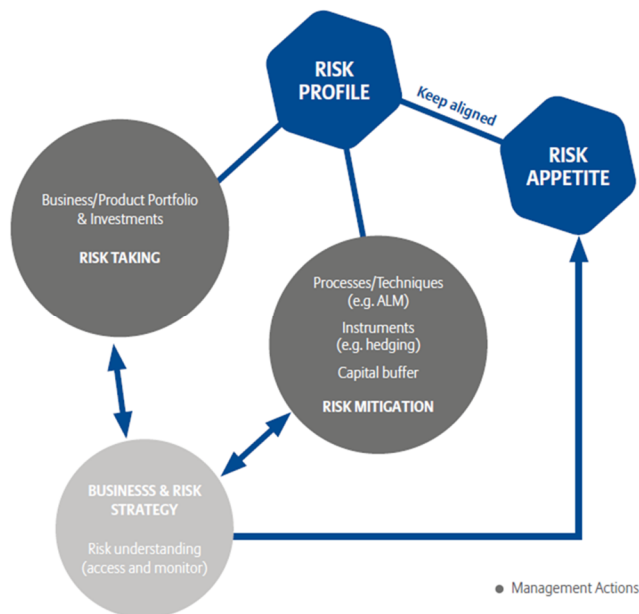 RISK
PROFILE
Keep aligned
RISK
APPETITE
Business/Product Portfolio
& Investments
RISK TAKING
Processes/Techniques
(e.g. ALM)
Instruments
(e.g. hedging)
Capital buffer
RISK MITIGATION
BUSINESSS & RISK
STRATEGY
Risk understanding
(access and monitor)
Management Actions